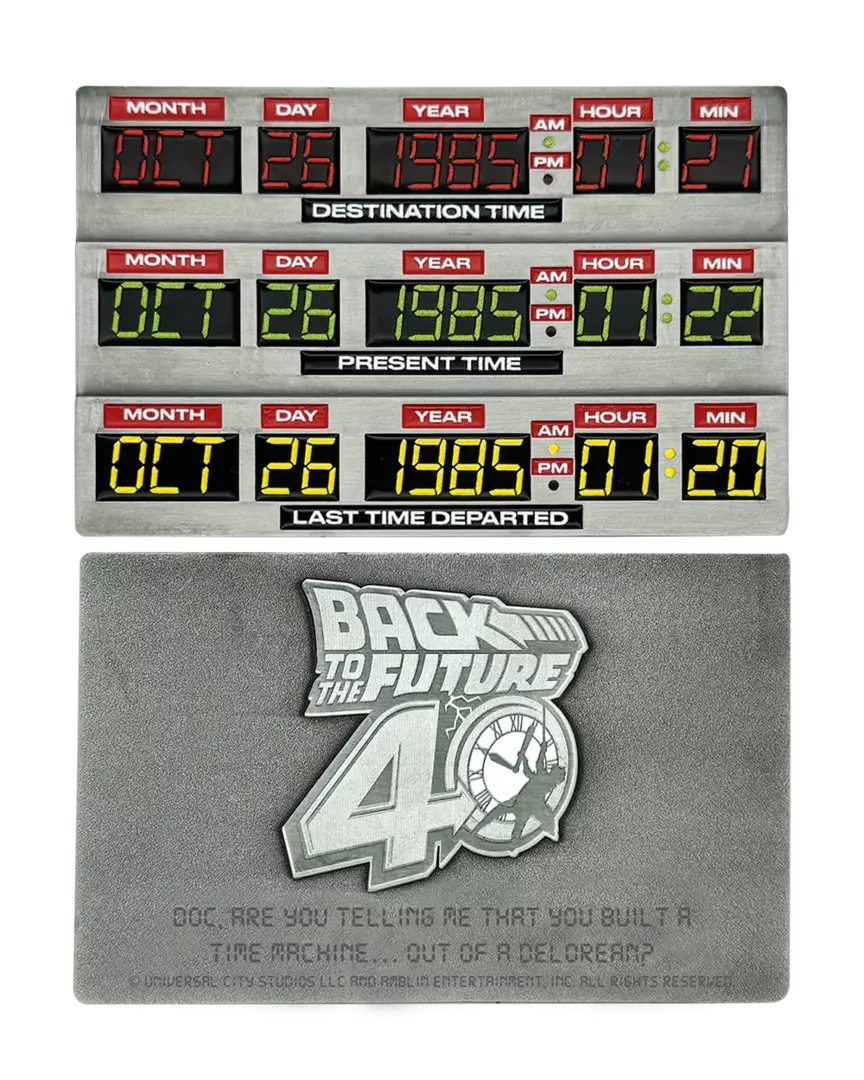 MONTH DAY YEAR AM HOUR MIN
OCT 26 1985 PM 01 : 21
DESTINATION TIME
MONTH DAY YEAR AM HOUR MIN
OCT 26 1985 PM 01 : 22
PRESENT TIME
MONTH DAY YEAR AM HOUR MIN
OCT 26 1985 PM 01 : 20
LAST TIME DEPARTED
BACK
TO THE FUTURE
40
DOC, ARE YOU TELLING ME THAT YOU BUILT A
TIME MACHINE... OUT OF A DELOREAN?
© UNIVERSAL CITY STUDIOS LLC AND AMBLIN ENTERTAINMENT, INC. ALL RIGHTS RESERVED.